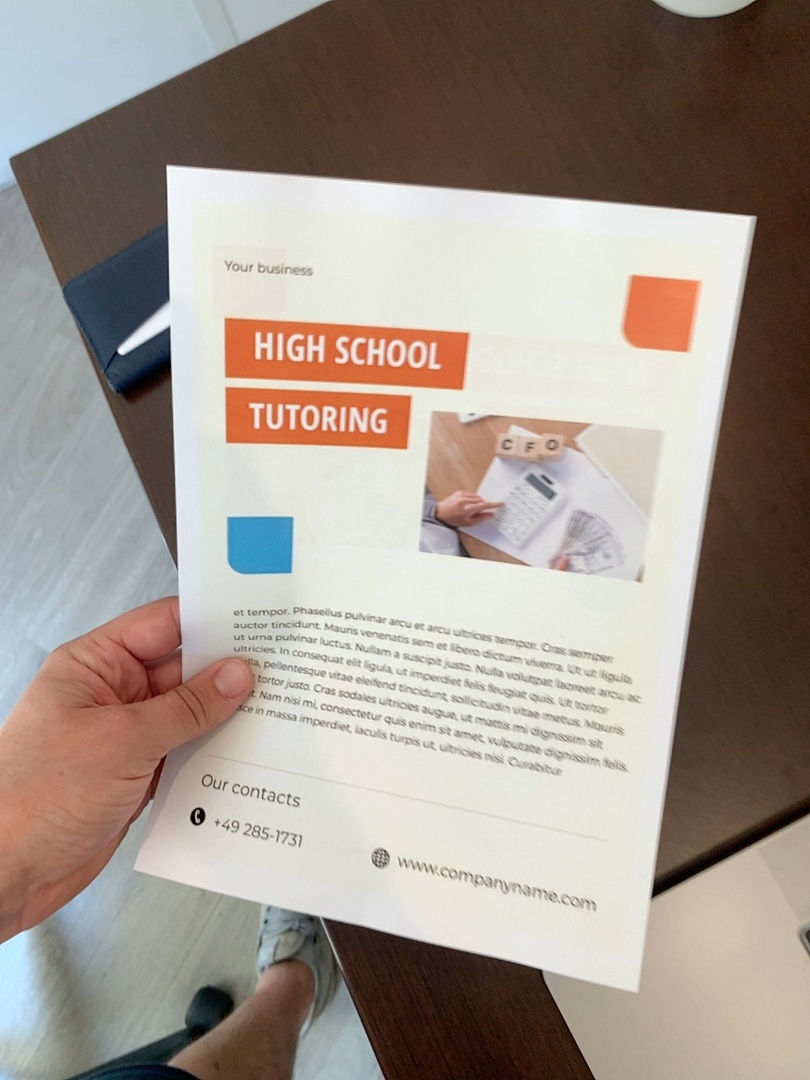 Your business
HIGH SCHOOL
TUTORING
C F O
et tempor. Phasellus pulvinar arcu et arcu ultrices tempor. Cras semper
auctor tincidunt. Mauris venenatis sem et libero dictum viverra. Ut ut ligula
ut urna pulvinar luctus. Nullam a suscipit justo. Nulla volutpat laoreet arcu ac
ultricies. In consequat elit ligula, ut imperdiet felis feugiat quis. Ut tortor
pellentesque vitae eleifend tincidunt, sollicitudin vitae metus. Mauris
tortor justo. Cras sodales ultricies augue, ut mattis mi dignissim sit
Nam nisi mi, consectetur quis enim sit amet, vulputate dignissim felis.
in massa imperdiet, iaculis turpis ut, ultricies nisi. Curabitur
Our contacts
+49 285-1731
www.companyname.com